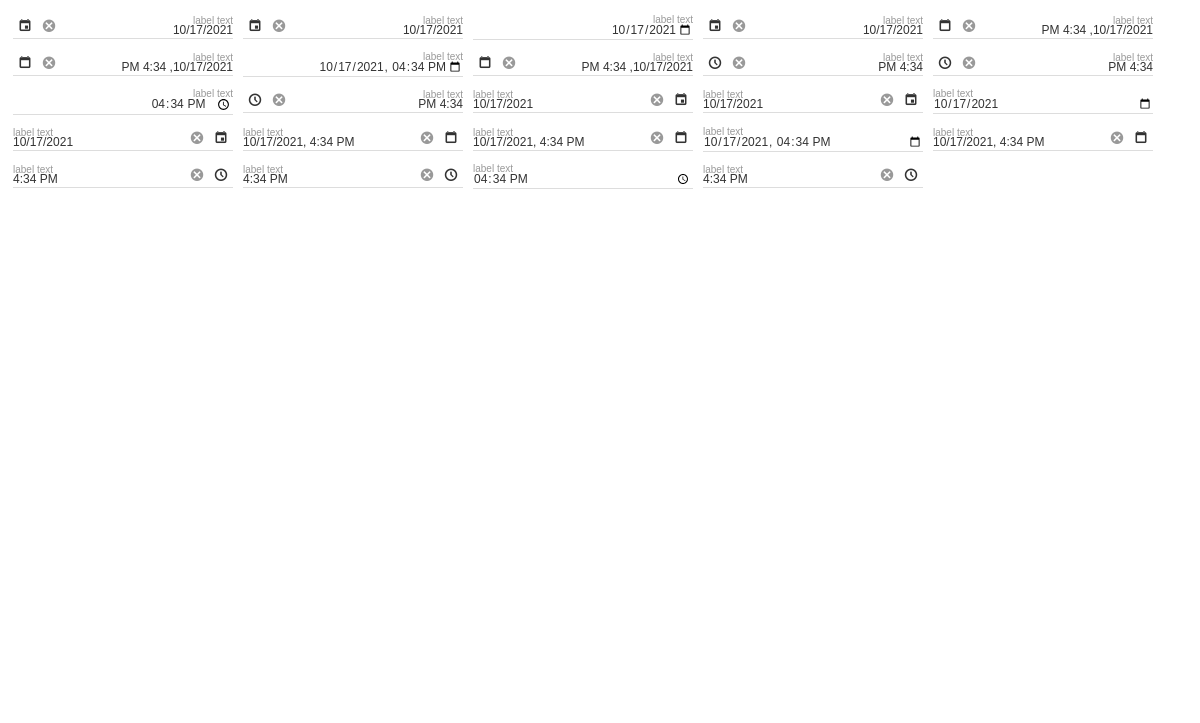 label text
10/17/2021
label text
10/17/2021
label text
10/17/2021
label text
10/17/2021
label text
PM 4:34 ,10/17/2021
label text
PM 4:34 ,10/17/2021
label text
10/17/2021, 04:34 PM
label text
PM 4:34 ,10/17/2021
label text
PM 4:34
label text
PM 4:34
label text
04:34 PM
label text
PM 4:34
label text
10/17/2021
label text
10/17/2021
label text
10/17/2021
label text
10/17/2021
label text
10/17/2021, 4:34 PM
label text
10/17/2021, 4:34 PM
label text
10/17/2021, 04:34 PM
label text
10/17/2021, 4:34 PM
label text
4:34 PM
label text
4:34 PM
label text
04:34 PM
label text
4:34 PM